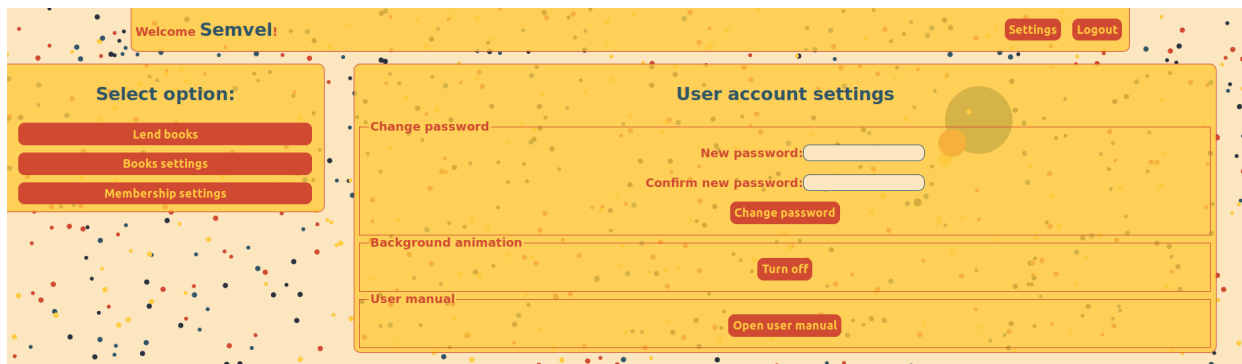 Welcome Semvel!
Settings
Logout
Select option:
Lend books
Books settings
Membership settings
User account settings
Change password
New password:
Confirm new password:
Change password
Background animation
Turn off
User manual
Open user manual